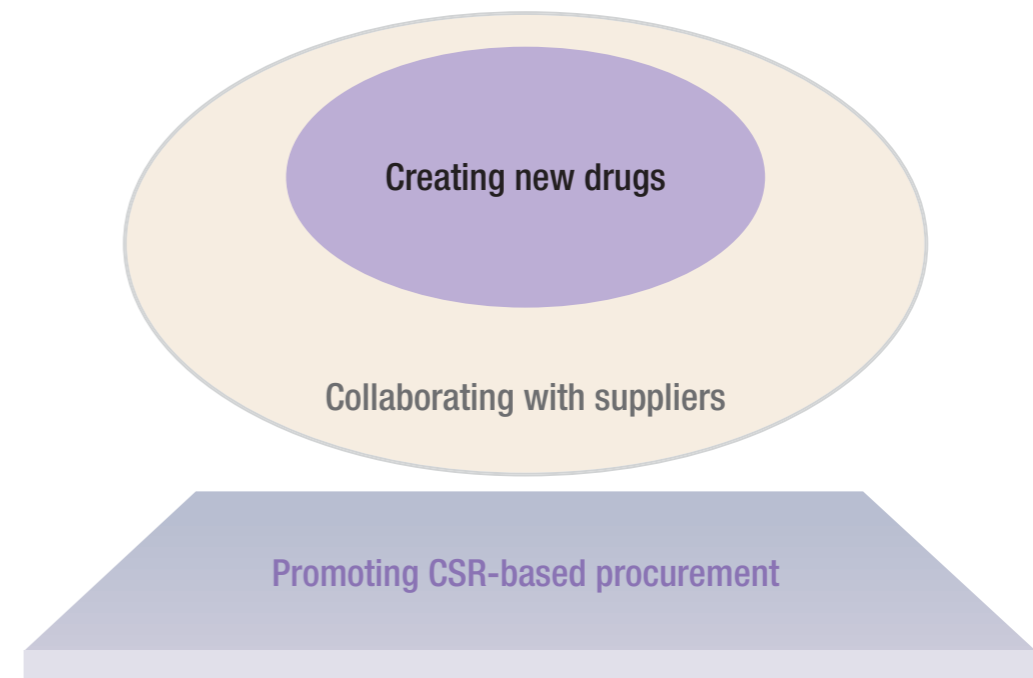 Creating new drugs
Collaborating with suppliers
Promoting CSR-based procurement